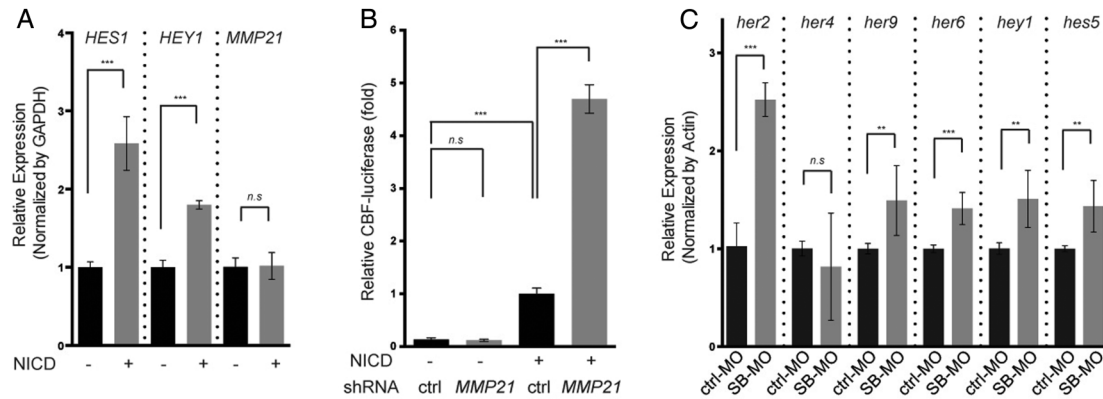 A
HES1 HEY1 MMP21
Relative Expression
(Normalized by GAPDH)
4
3
2
1
0
*** *** n.s
NICD - + - + - +
B
Relative CBF-luciferase (fold)
6
5
4
3
2
1
0
***
n.s
***
NICD - - + +
shRNA ctrl MMP21 ctrl MMP21
C
her2 her4 her9 her6 hey1 hes5
Relative Expression
(Normalized by Actin)
3
2
1
0
*** n.s ** *** ** **
ctrl-MO SB-MO ctrl-MO SB-MO ctrl-MO SB-MO ctrl-MO SB-MO ctrl-MO SB-MO ctrl-MO SB-MO